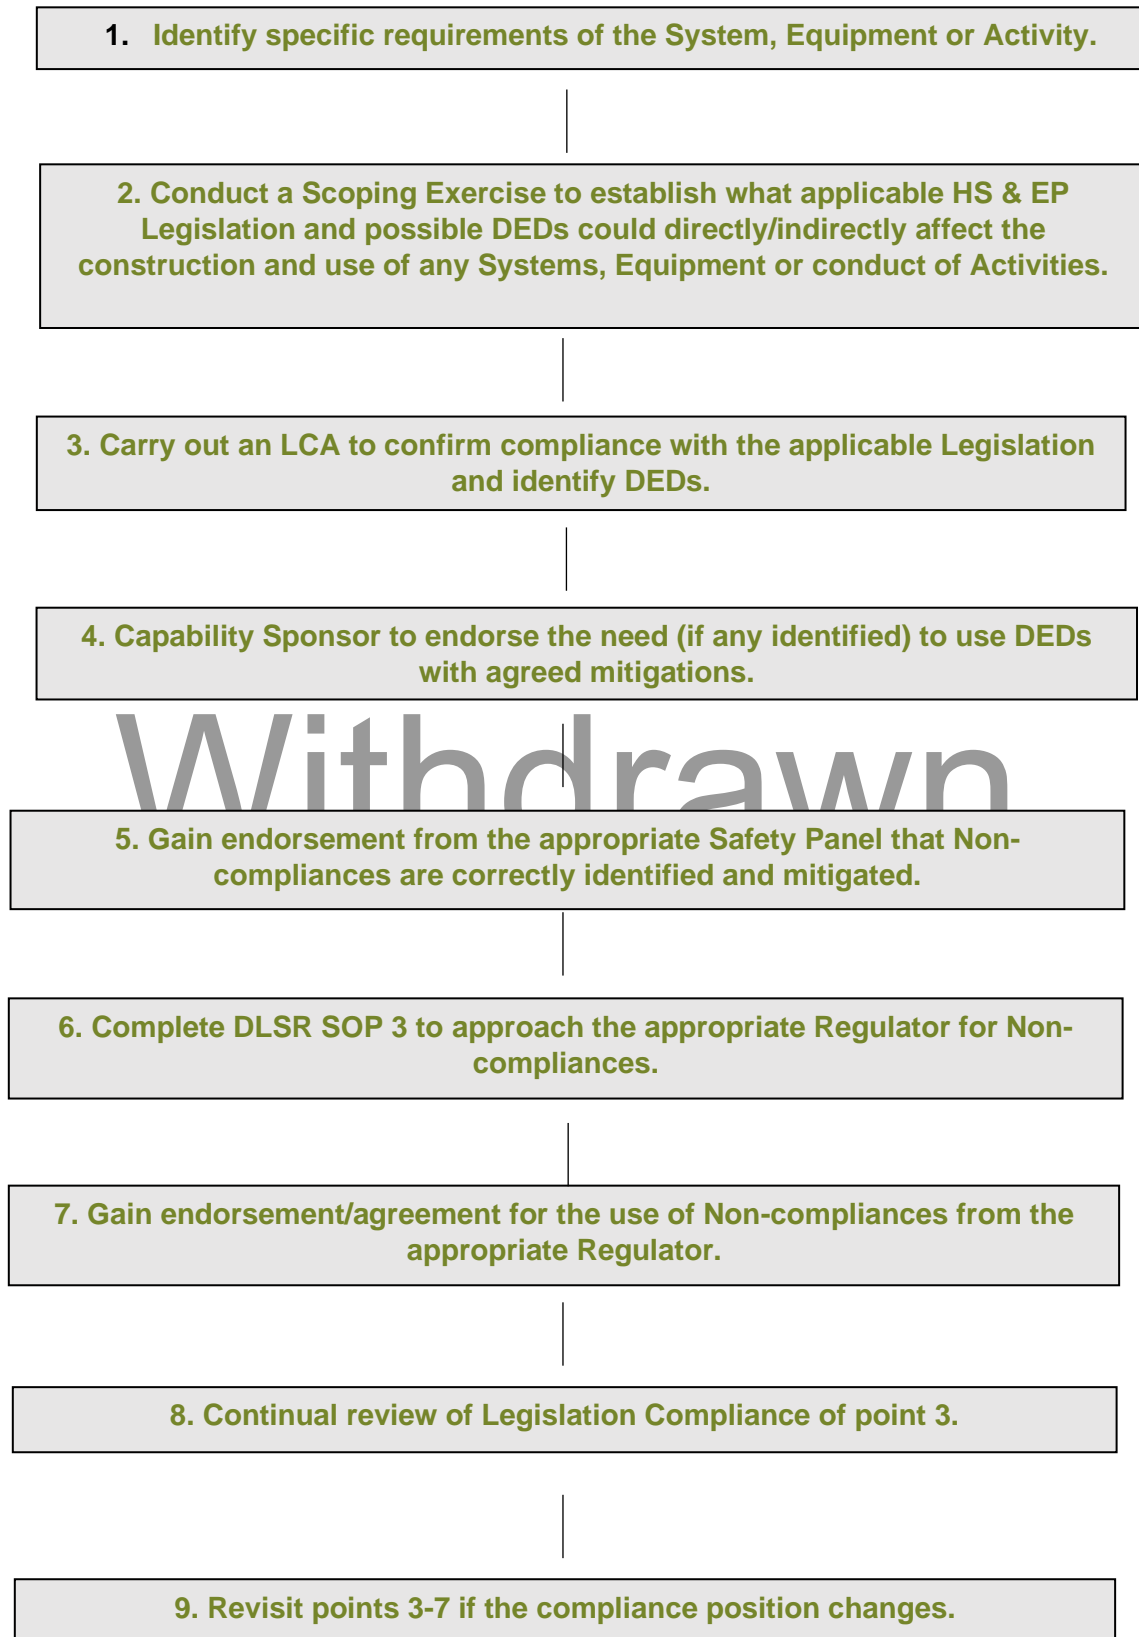 1. Identify specific requirements of the System, Equipment or Activity.
2. Conduct a Scoping Exercise to establish what applicable HS & EP
Legislation and possible DEDs could directly/indirectly affect the
construction and use of any Systems, Equipment or conduct of Activities.
3. Carry out an LCA to confirm compliance with the applicable Legislation
and identify DEDs.
4. Capability Sponsor to endorse the need (if any identified) to use DEDs
with agreed mitigations.
Withdrawn
5. Gain endorsement from the appropriate Safety Panel that Non-
compliances are correctly identified and mitigated.
6. Complete DLSR SOP 3 to approach the appropriate Regulator for Non-
compliances.
7. Gain endorsement/agreement for the use of Non-compliances from the
appropriate Regulator.
8. Continual review of Legislation Compliance of point 3.
9. Revisit points 3-7 if the compliance position changes.